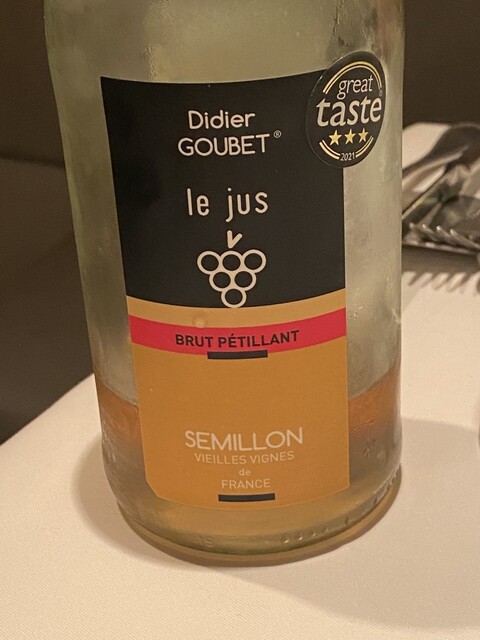 Didier
GOUBET®
great
taste®
2021
le jus
BRUT PÉTILLANT
SEMILLON
VIEILLES VIGNES
de
FRANCE